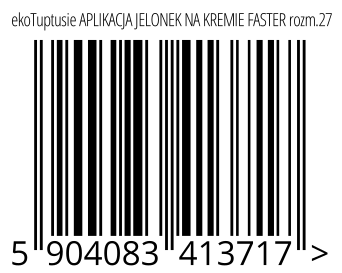 ekoTuptusie APLIKACJA JELONEK NA KREMIE FASTER rozm.27
5 904083 413717 >